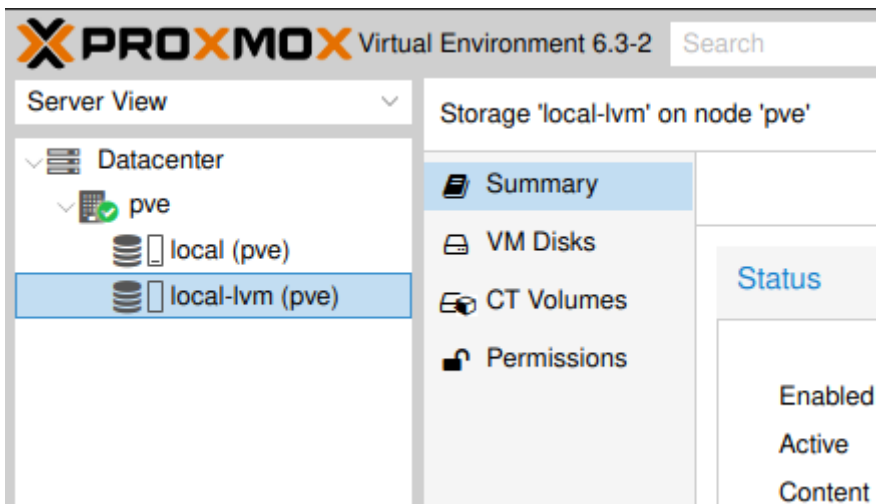 PROXMOX Virtual Environment 6.3-2 Search
Server View
Storage 'local-lvm' on node 'pve'
Datacenter
pve
local (pve)
local-lvm (pve)
Summary
VM Disks
CT Volumes
Permissions
Status
Enabled
Active
Content